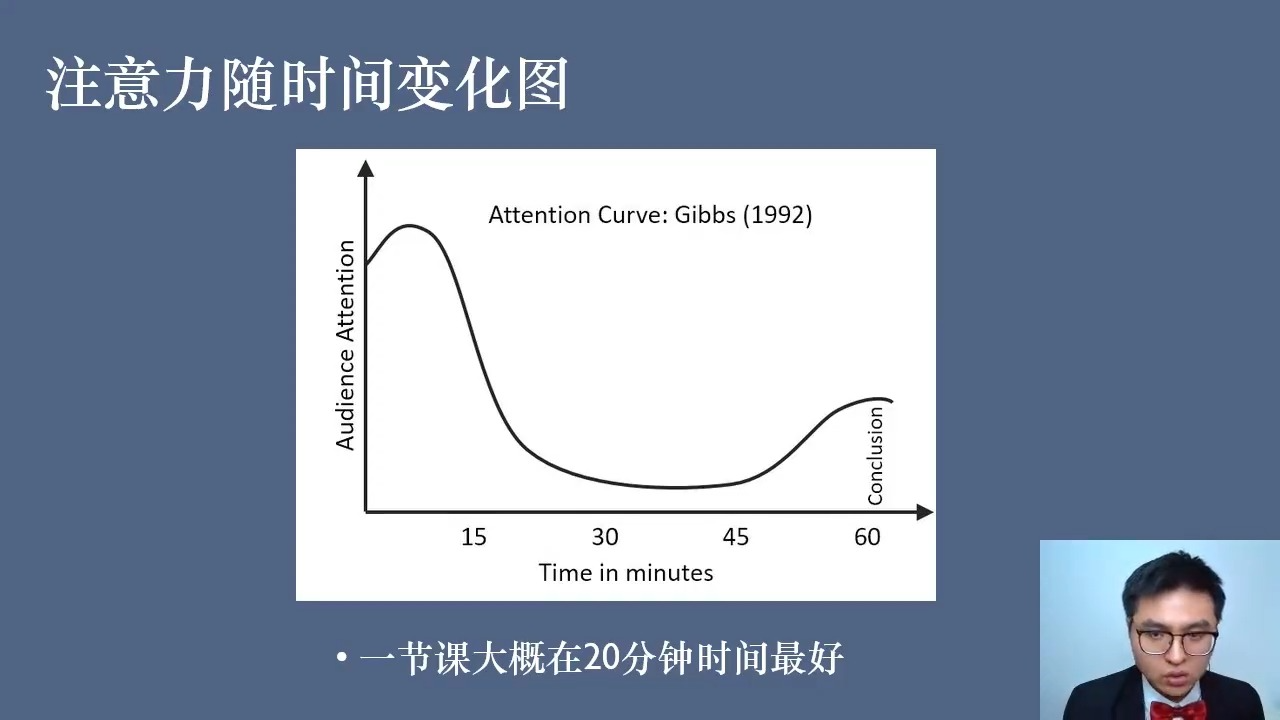 注意力随时间变化图
Attention Curve: Gibbs (1992)
Audience Attention
Conclusion
15 30 45 60
Time in minutes
• 一节课大概在20分钟时间最好